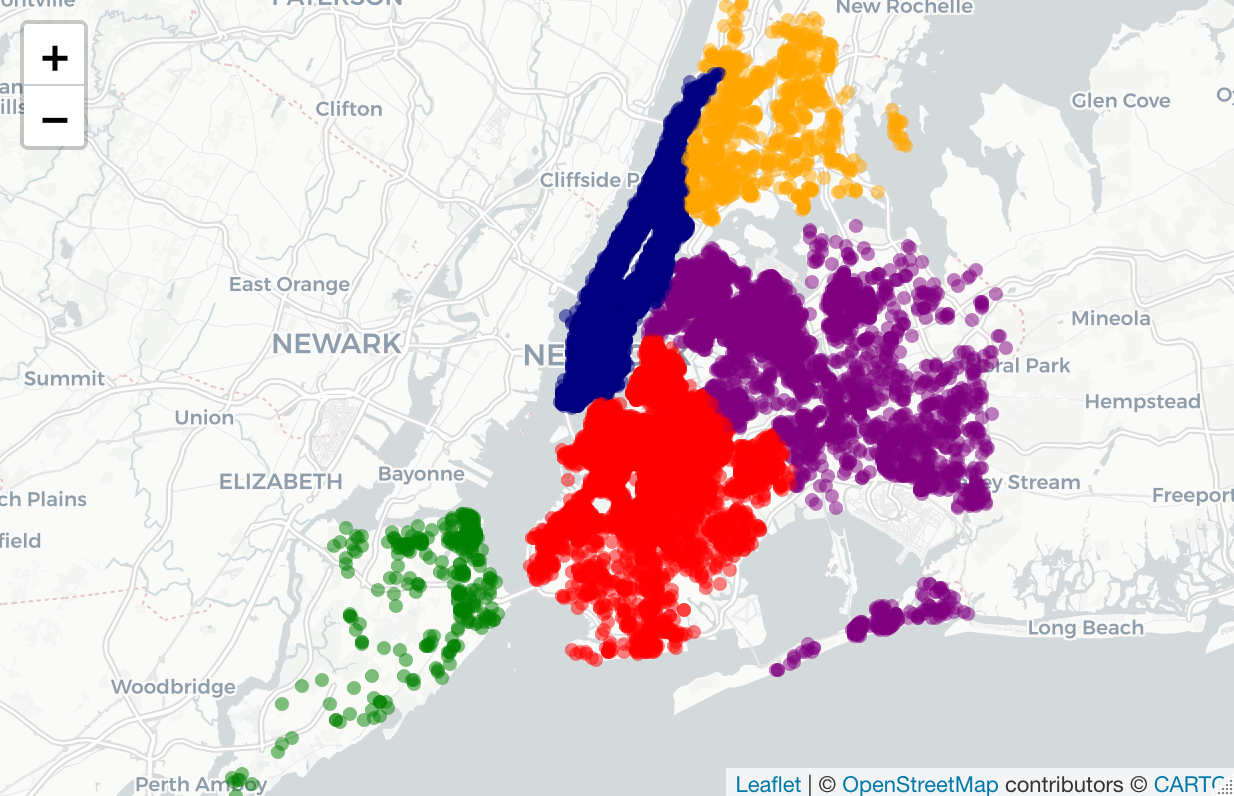 New Rochelle
+
−
Clifton
Glen Cove
Cliffside P
East Orange
NEWARK
NE
Mineola
Summit
ral Park
Union
Hempstead
ELIZABETH
Bayonne
ch Plains
ey Stream
Freeport
field
Long Beach
Woodbridge
Perth Amboy
Leaflet | © OpenStreetMap contributors © CARTO